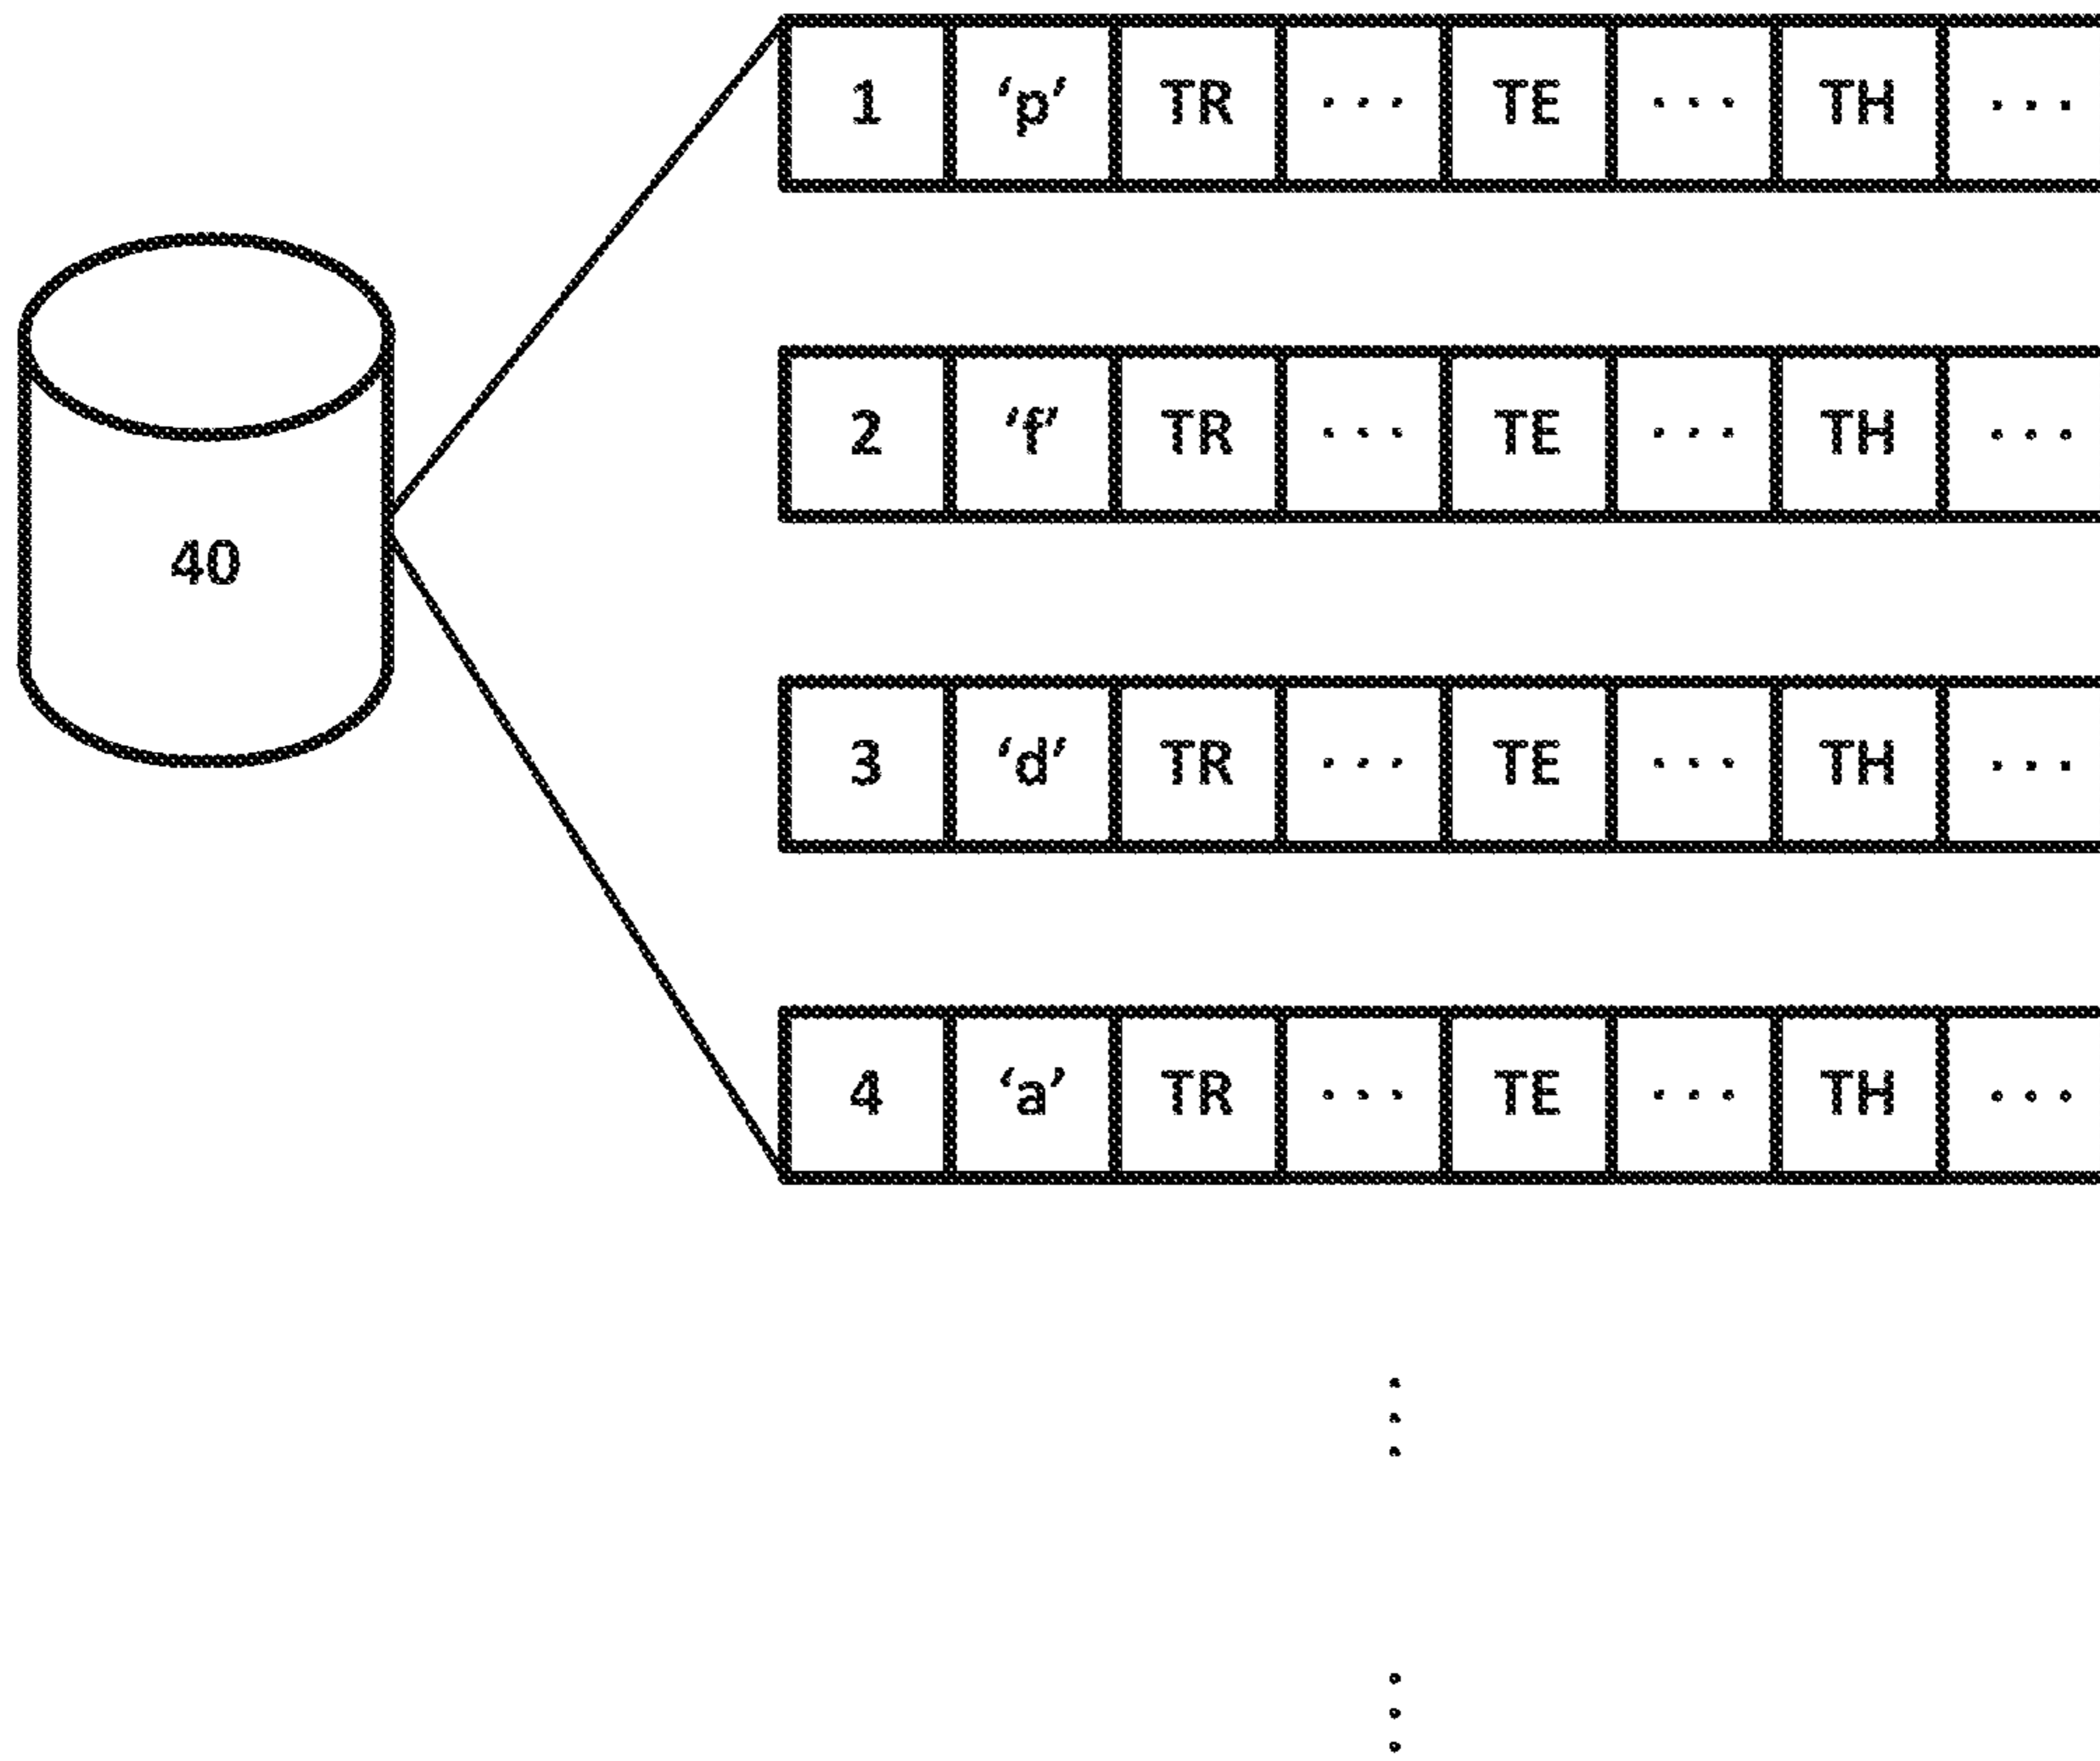 1 ‘p’ TR ... TE ... TH ...
2 ‘f’ TR ... TE ... TH ...
40
3 ‘d’ TR ... TE ... TH ...
4 ‘a’ TR ... TE ... TH ...